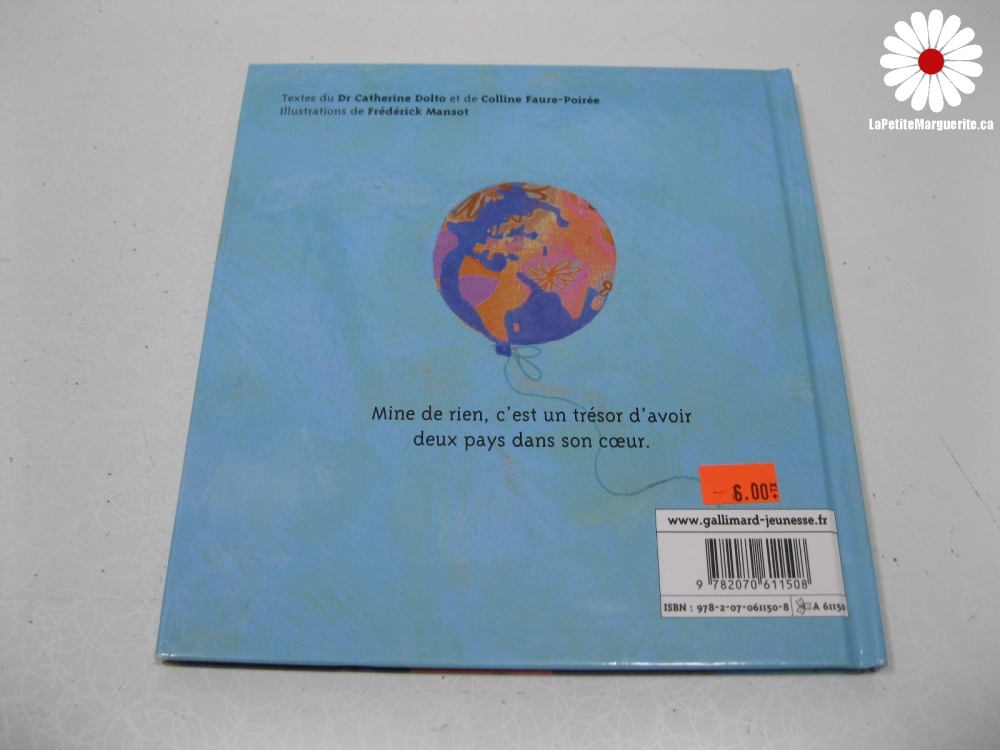 LaPetiteMarguerite.ca
Textes du Dr Catherine Dolto et de Colline Faure-Poirée
Illustrations de Frédérick Mansot
Mine de rien, c'est un trésor d'avoir
deux pays dans son cœur.
6.00 +TX
www.gallimard-jeunesse.fr
9 782070 611508
ISBN : 978-2-07-061150-8 A 61150